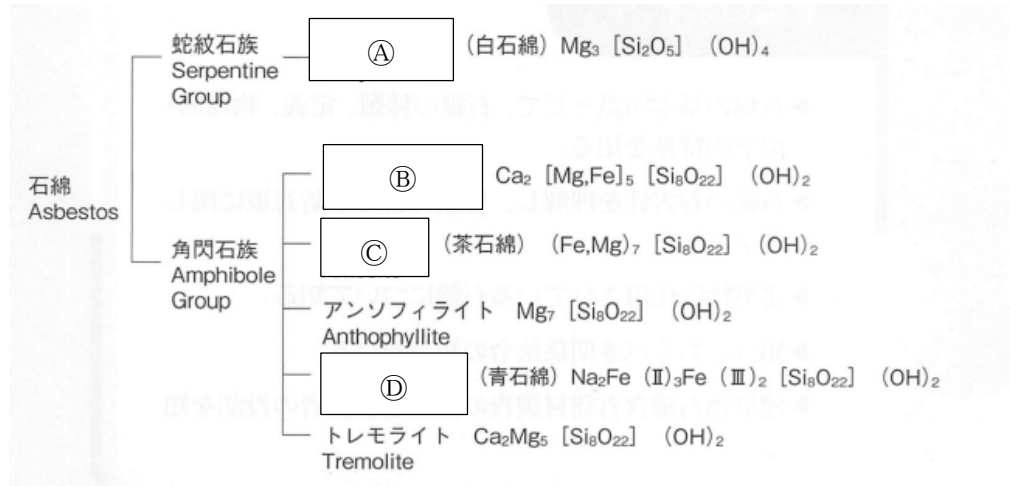 蛇紋石族
Serpentine
Group
Ⓐ
(白石綿) Mg₃ [Si₂O₅] (OH)₄
石綿
Asbestos
角閃石族
Amphibole
Group
Ⓑ
Ca₂ [Mg,Fe]₅ [Si₈O₂₂] (OH)₂
Ⓒ
(茶石綿) (Fe,Mg)₇ [Si₈O₂₂] (OH)₂
アンソフィライト Mg₇ [Si₈O₂₂] (OH)₂
Anthophyllite
Ⓓ
(青石綿) Na₂Fe (Ⅱ)₃Fe (Ⅲ)₂ [Si₈O₂₂] (OH)₂
トレモライト Ca₂Mg₅ [Si₈O₂₂] (OH)₂
Tremolite